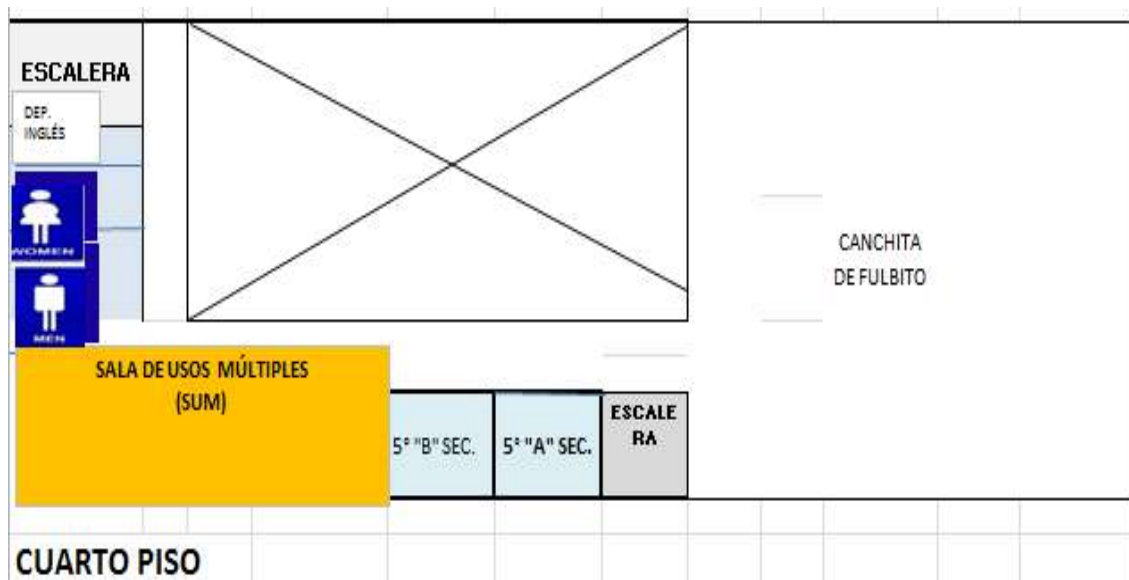 ESCALERA
DEP.
INGLÉS
WOMEN
MEN
CANCHITA
DE FULBITO
SALA DE USOS MÚLTIPLES
(SUM)
5° "B" SEC.
5° "A" SEC.
ESCALE
RA
CUARTO PISO